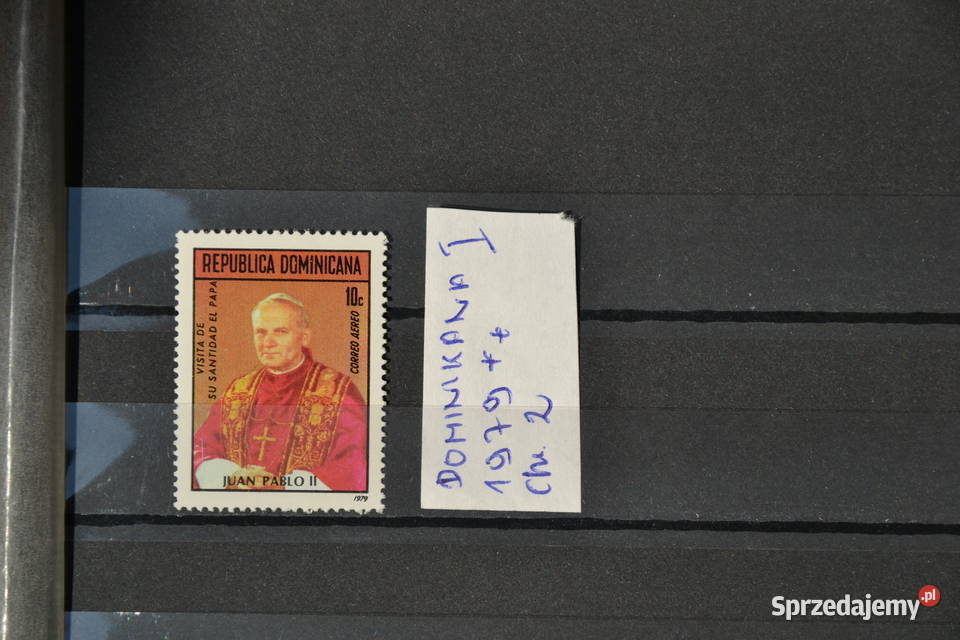 REPUBLICA DOMINICANA
10c
VISITA DE
SU SANTIDAD EL PAPA
CORREO AEREO
JUAN PABLO II
1979
DOMINIKANA I
1979 **
Ch. 2
Sprzedajemy.pl